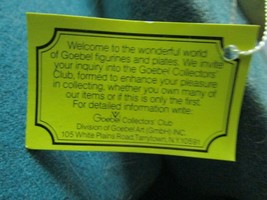 Welcome to the wonderful world
of Goebel figurines and plates. We invite
your inquiry into the Goebel Collectors'
Club, formed to enhance your pleasure
in collecting, whether you own many of
our items or if this is only the first.
For detailed information write:
Goebel Collectors' Club
Division of Goebel Art (GmbH) INC.
105 White Plains Road, Tarrytown, N.Y. 10591